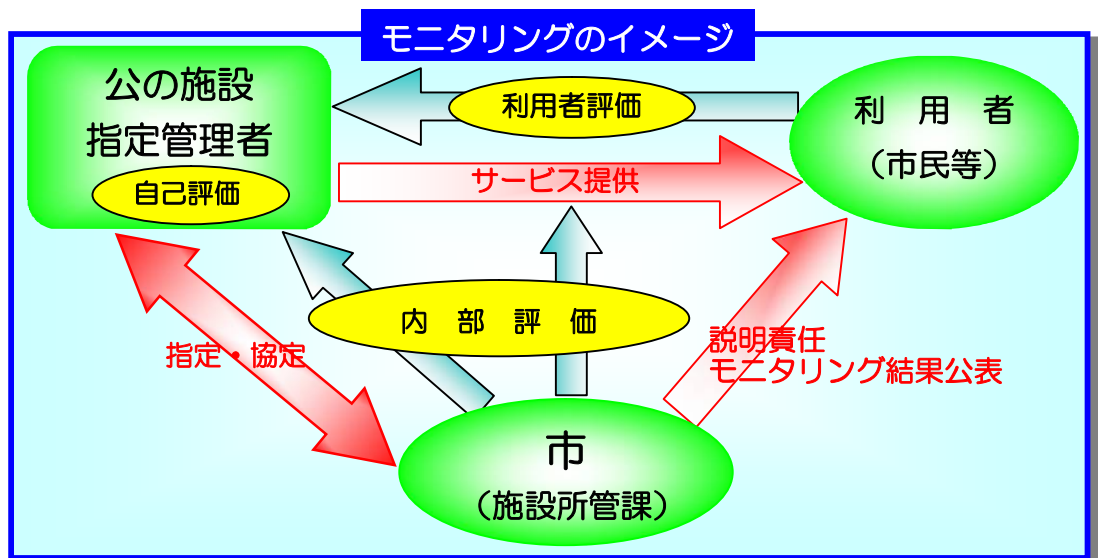 モニタリングのイメージ
公の施設
指定管理者
自己評価
利用者評価
利　用　者
（市民等）
サービス提供
内　部　評　価
指定・協定
説明責任
モニタリング結果公表
市
（施設所管課）